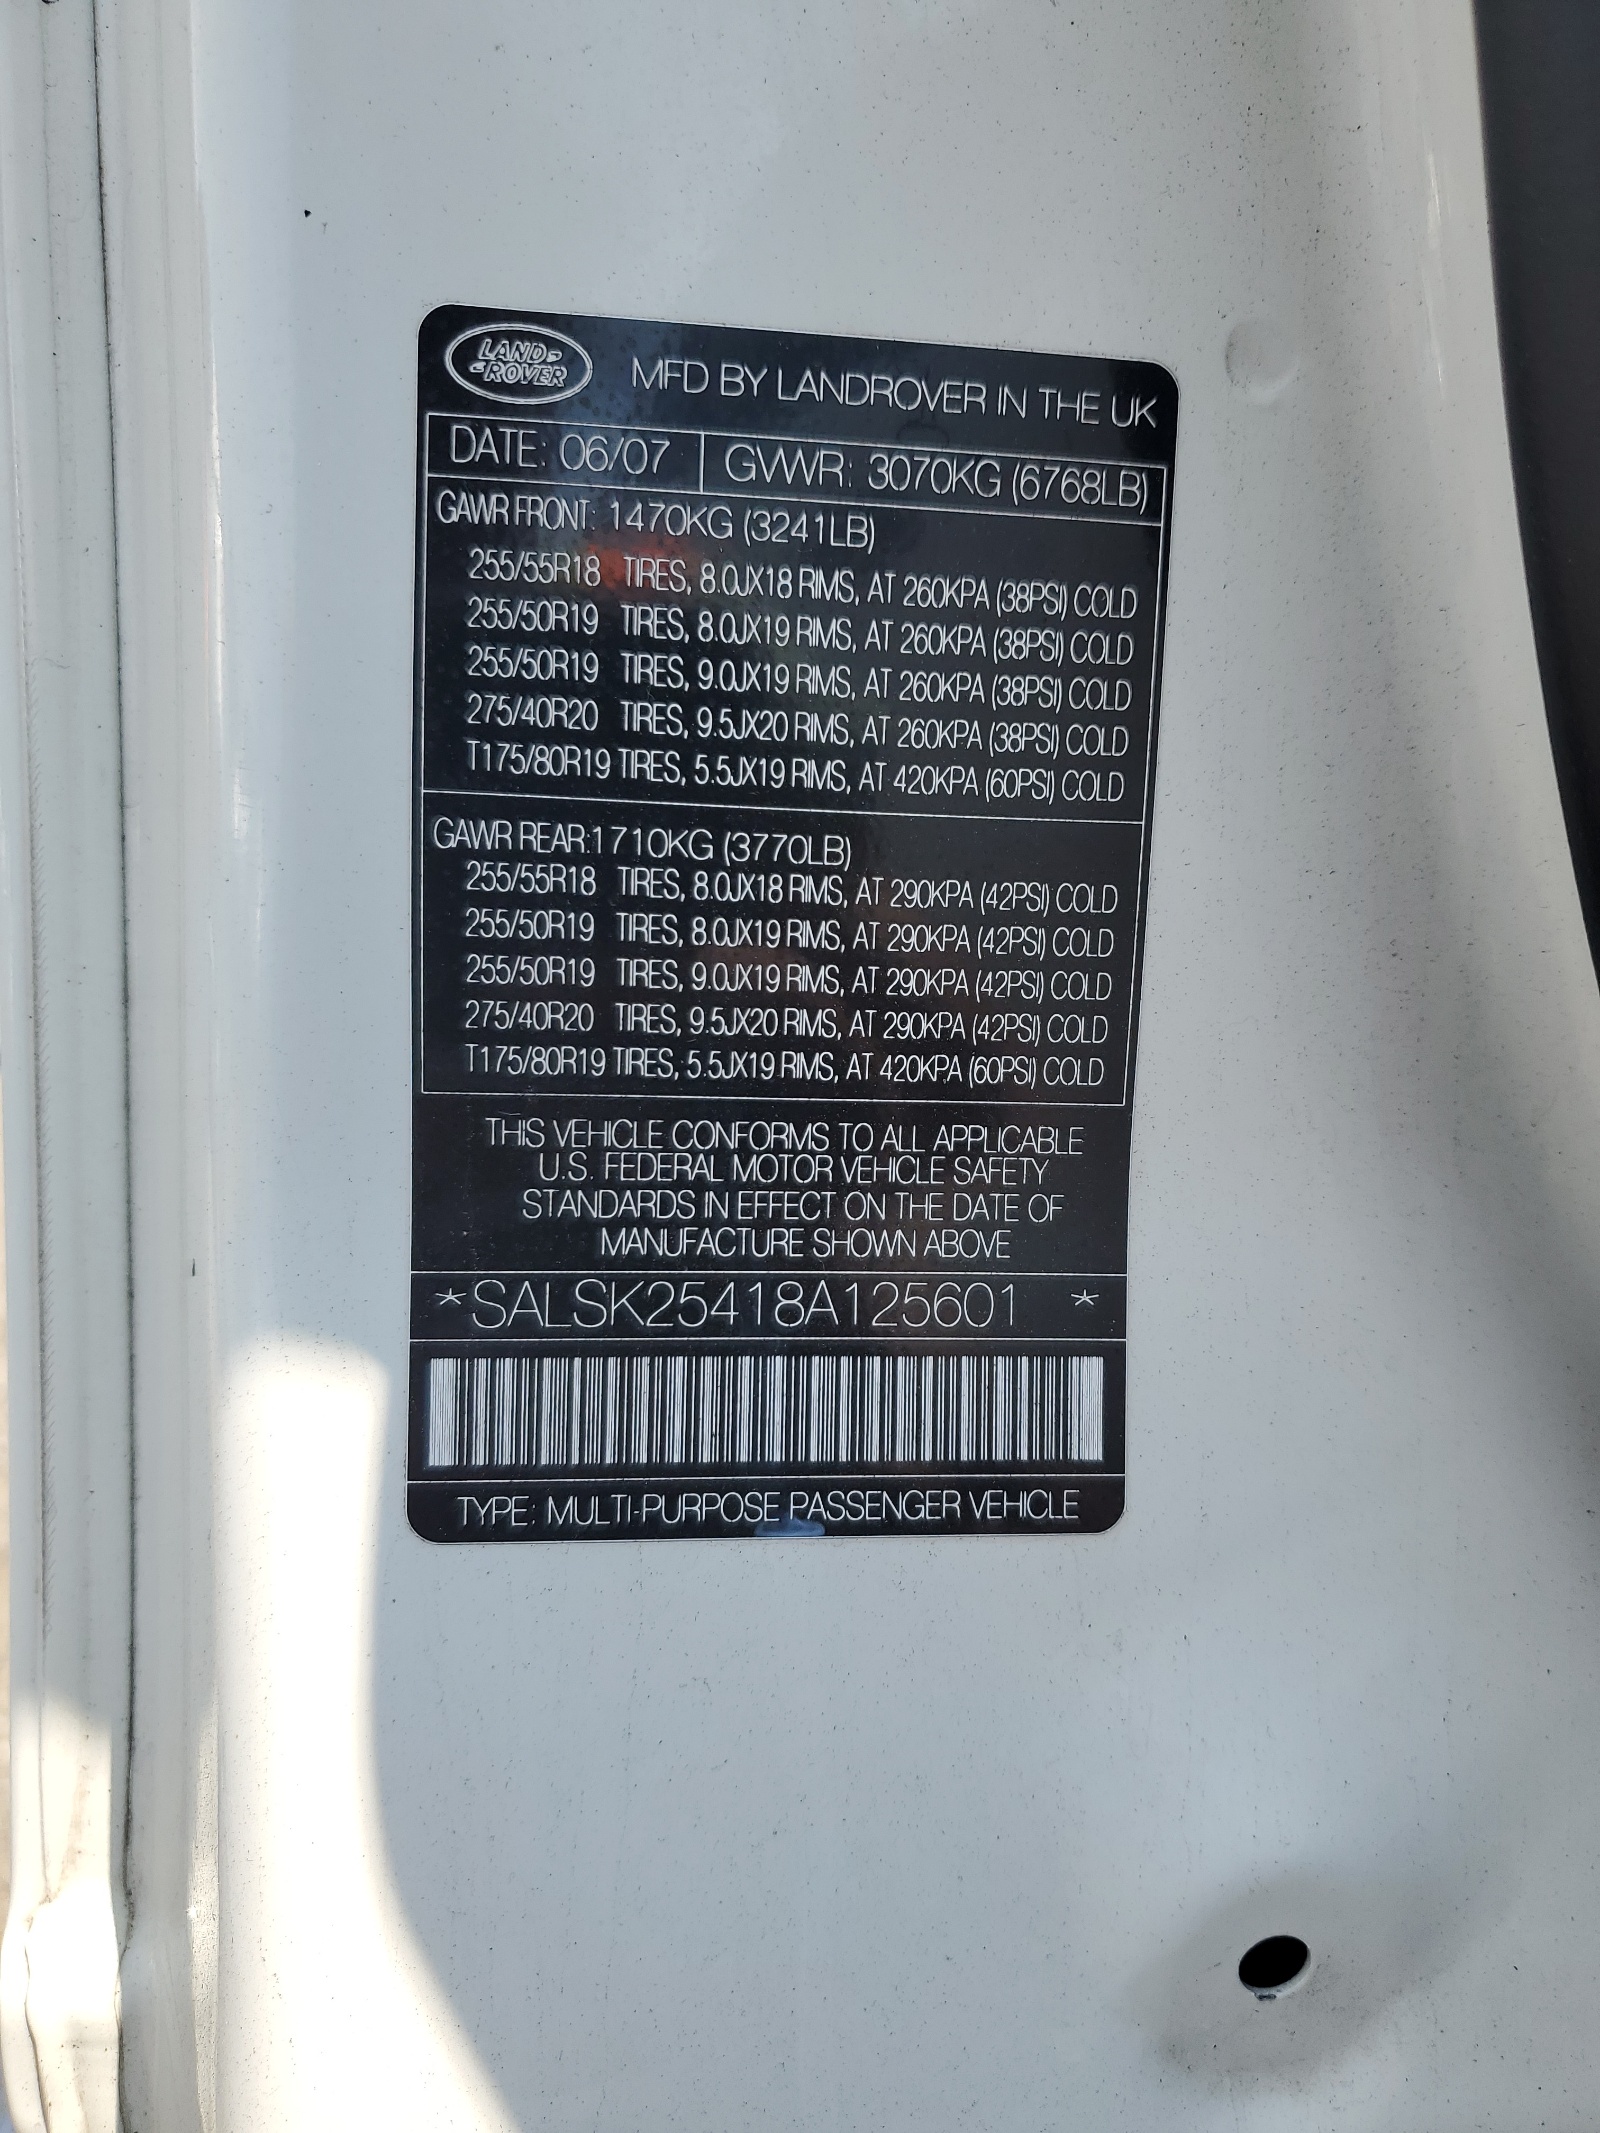 LAND
ROVER
MFD BY LANDROVER IN THE UK
DATE: 06/07 GVWR: 3070KG (6768LB)
GAWR FRONT: 1470KG (3241LB)
255/55R18 TIRES, 8.0JX18 RIMS, AT 260KPA (38PSI) COLD
255/50R19 TIRES, 8.0JX19 RIMS, AT 260KPA (38PSI) COLD
255/50R19 TIRES, 9.0JX19 RIMS, AT 260KPA (38PSI) COLD
275/40R20 TIRES, 9.5JX20 RIMS, AT 260KPA (38PSI) COLD
T175/80R19 TIRES, 5.5JX19 RIMS, AT 420KPA (60PSI) COLD
GAWR REAR:1710KG (3770LB)
255/55R18 TIRES, 8.0JX18 RIMS, AT 290KPA (42PSI) COLD
255/50R19 TIRES, 8.0JX19 RIMS, AT 290KPA (42PSI) COLD
255/50R19 TIRES, 9.0JX19 RIMS, AT 290KPA (42PSI) COLD
275/40R20 TIRES, 9.5JX20 RIMS, AT 290KPA (42PSI) COLD
T175/80R19 TIRES, 5.5JX19 RIMS, AT 420KPA (60PSI) COLD
THIS VEHICLE CONFORMS TO ALL APPLICABLE
U.S. FEDERAL MOTOR VEHICLE SAFETY
STANDARDS IN EFFECT ON THE DATE OF
MANUFACTURE SHOWN ABOVE
*SALSK25418A125601 *
TYPE: MULTI-PURPOSE PASSENGER VEHICLE